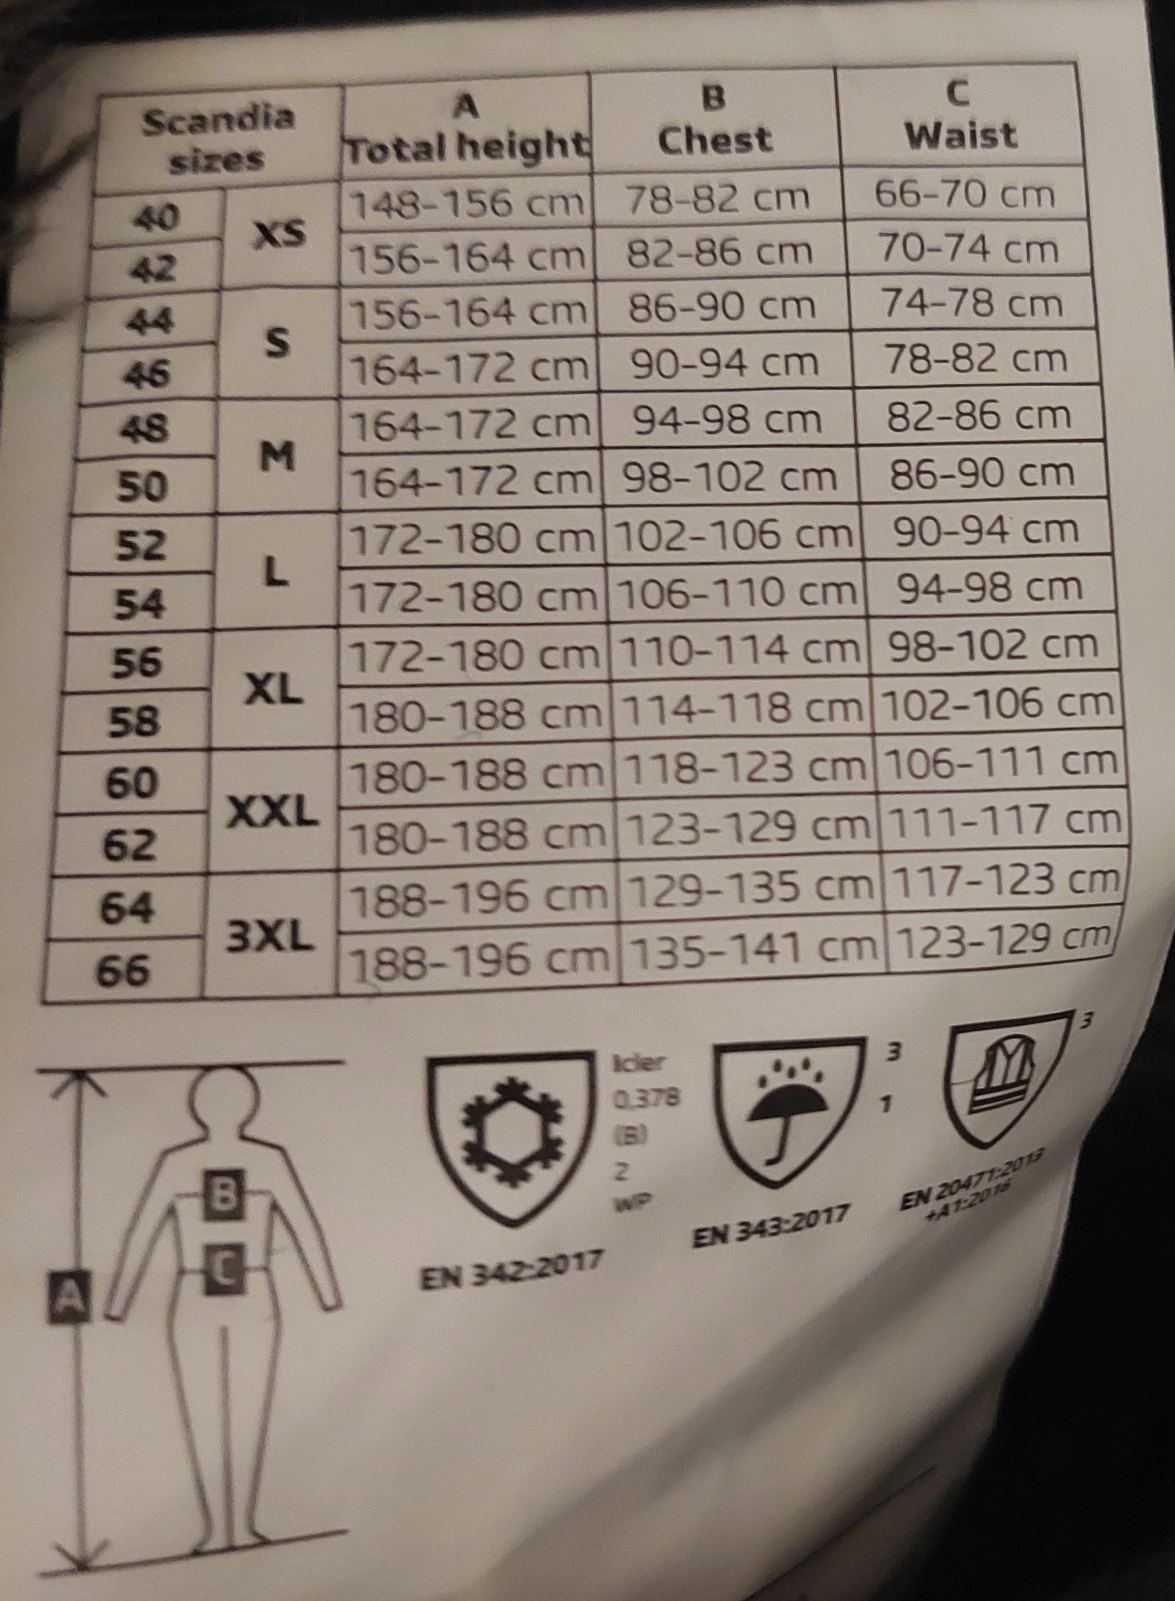 Scandia sizes | A Total height | B Chest | C Waist
40 | XS | 148-156 cm | 78-82 cm | 66-70 cm
42 | 156-164 cm | 82-86 cm | 70-74 cm
44 | S | 156-164 cm | 86-90 cm | 74-78 cm
46 | 164-172 cm | 90-94 cm | 78-82 cm
48 | M | 164-172 cm | 94-98 cm | 82-86 cm
50 | 164-172 cm | 98-102 cm | 86-90 cm
52 | L | 172-180 cm | 102-106 cm | 90-94 cm
54 | 172-180 cm | 106-110 cm | 94-98 cm
56 | XL | 172-180 cm | 110-114 cm | 98-102 cm
58 | 180-188 cm | 114-118 cm | 102-106 cm
60 | XXL | 180-188 cm | 118-123 cm | 106-111 cm
62 | 180-188 cm | 123-129 cm | 111-117 cm
64 | 3XL | 188-196 cm | 129-135 cm | 117-123 cm
66 | 188-196 cm | 135-141 cm | 123-129 cm
A
B
C
Icler
0,378
(B)
2
WP
EN 342:2017
3
1
EN 343:2017
3
EN 20471:2013
+A1:2016